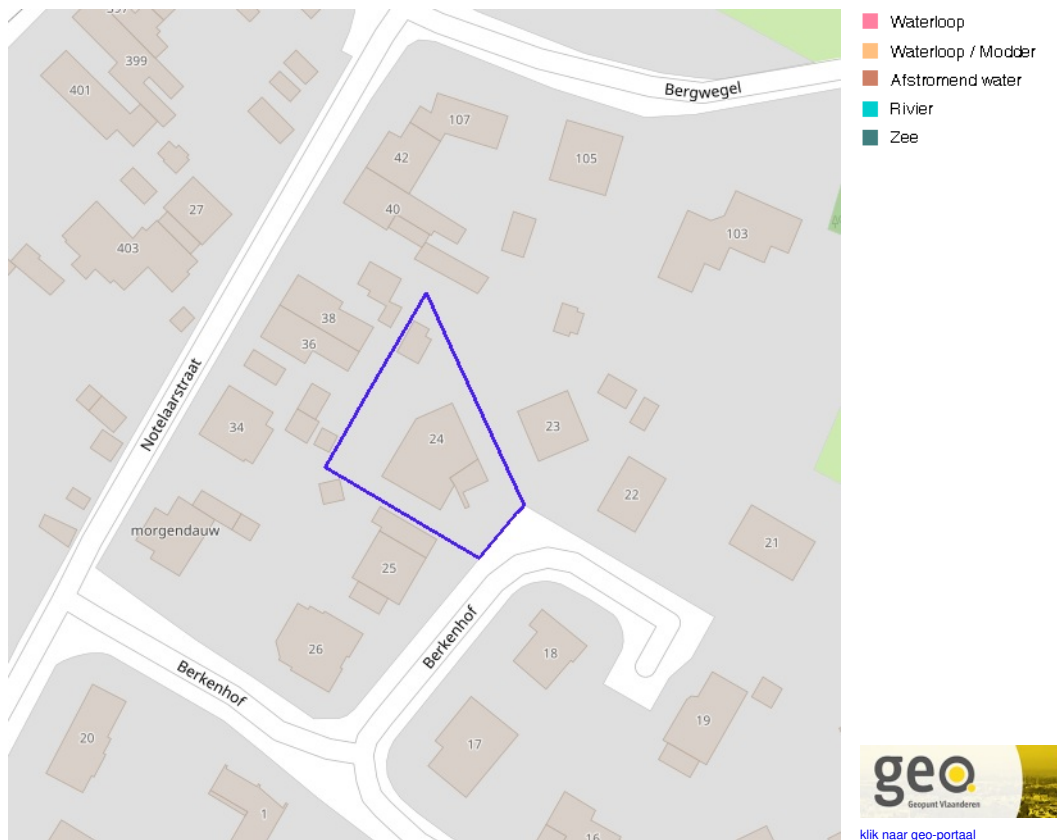 397
399
401
Bergwegel
107
105
42
40
27
403
103
38
36
Notelaarstraat
34
24
23
22
21
morgendauw
25
Berkenhof
26
18
Berkenhof
19
20
17
1
16
Waterloop
Waterloop / Modder
Afstromend water
Rivier
Zee
geo
Geopunt Vlaanderen
klik naar geo-portaal